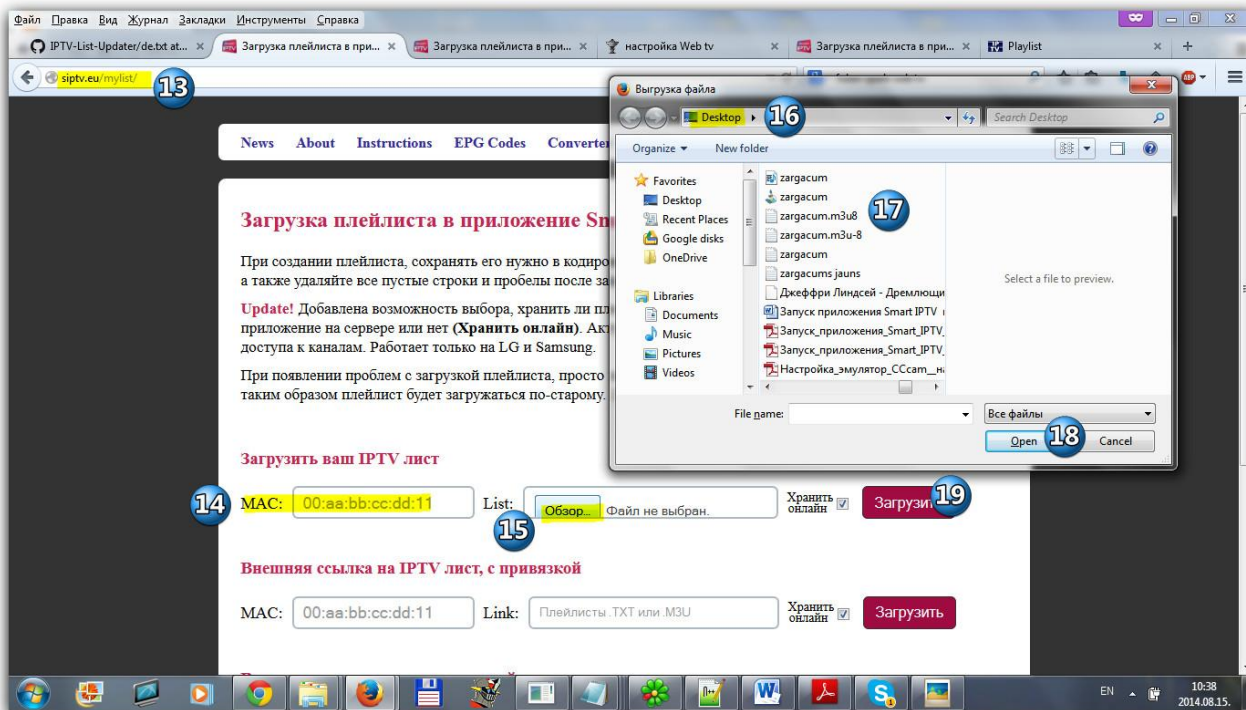 Файл Правка Вид Журнал Закладки Инструменты Справка
IPTV-List-Updater/de.txt at... ×
Загрузка плейлиста в при... ×
Загрузка плейлиста в при... ×
настройка Web tv ×
Загрузка плейлиста в при... ×
Playlist ×
+
siptv.eu/mylist/
13
ABP
News About Instructions EPG Codes Converter
Загрузка плейлиста в приложение Sm
При создании плейлиста, сохранять его нужно в кодиро
а также удаляйте все пустые строки и пробелы после за
Update! Добавлена возможность выбора, хранить ли пл
приложение на сервере или нет (Хранить онлайн). Акт
доступа к каналам. Работает только на LG и Samsung.
При появлении проблем с загрузкой плейлиста, просто
таким образом плейлист будет загружаться по-старому.
Выгрузка файла
Desktop
16
Search Desktop
Organize
New folder
Favorites
Desktop
Recent Places
Google disks
OneDrive
Libraries
Documents
Music
Pictures
Videos
zargacum
zargacum
zargacum.m3u8
17
zargacum.m3u-8
zargacum
zargacums jauns
Джеффри Линдсей - Дремлющи
Запуск приложения Smart IPTV
Запуск_приложения_Smart_IPTV_
Запуск_приложения_Smart_IPTV_
Настройка_эмулятор_CCcam__на
Select a file to preview.
File name:
Все файлы
Open
18
Cancel
Загрузить ваш IPTV лист
14
MAC: 00:aa:bb:cc:dd:11
List: Обзор... Файл не выбран.
15
Хранить
онлайн
Загрузить
19
Внешняя ссылка на IPTV лист, с привязкой
MAC: 00:aa:bb:cc:dd:11
Link: Плейлисты .TXT или .M3U
Хранить
онлайн
Загрузить
EN
10:38
2014.08.15.